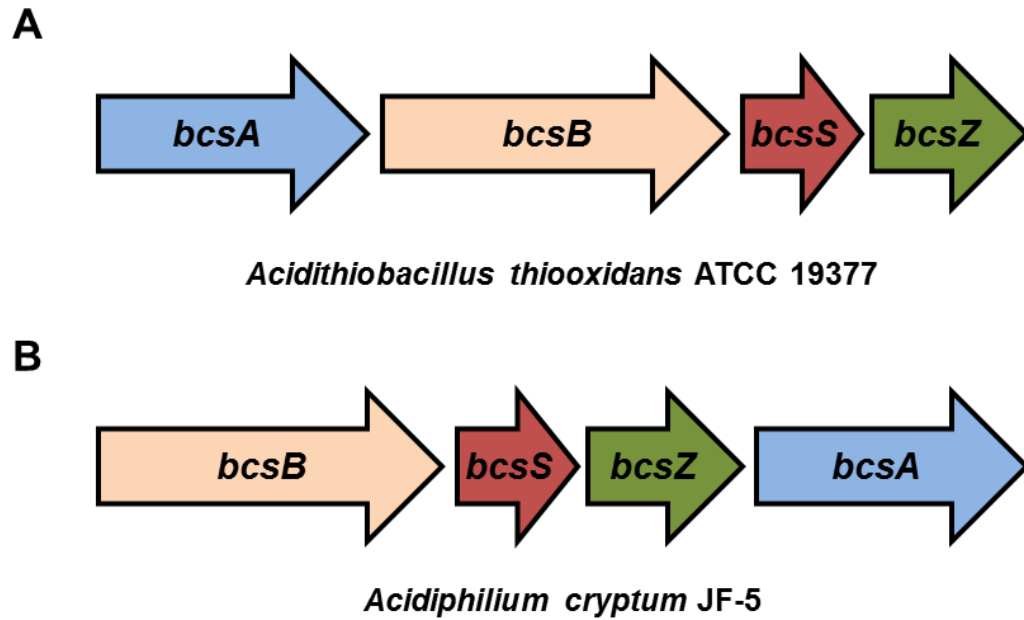 A
bcsA bcsB bcsS bcsZ
Acidithiobacillus thiooxidans ATCC 19377
B
bcsB bcsS bcsZ bcsA
Acidiphilium cryptum JF-5